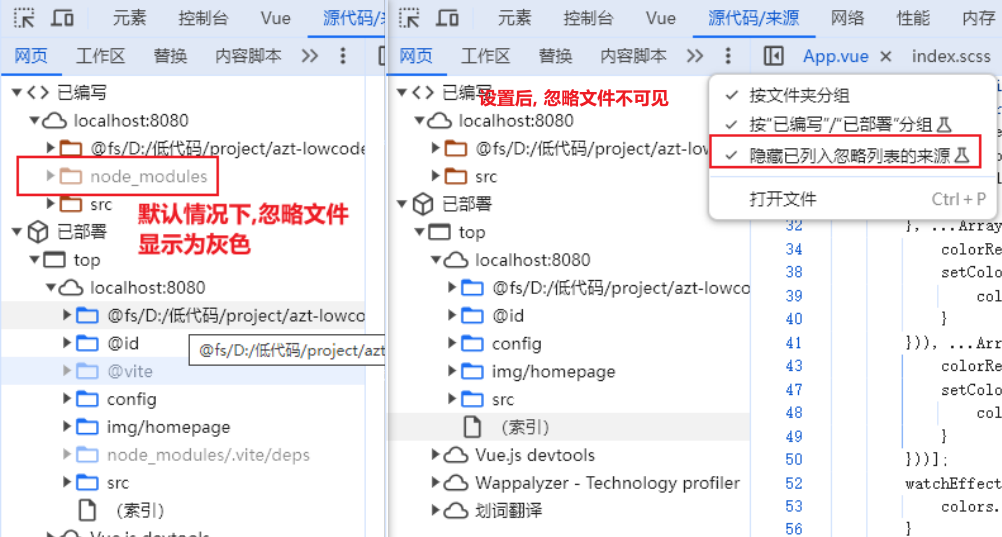 元素 控制台 Vue 源代码/来
网页 工作区 替换 内容脚本
已编写
localhost:8080
@fs/D:/低代码/project/azt-lowcode
node_modules
src
默认情况下,忽略文件
显示为灰色
已部署
top
localhost:8080
@fs/D:/低代码/project/azt-lowco
@id
@fs/D:/低代码/project/azt
@vite
config
img/homepage
node_modules/.vite/deps
src
(索引)
元素 控制台 Vue 源代码/来源 网络 性能 内存
网页 工作区 替换 内容脚本 App.vue index.scss
已编写
设置后, 忽略文件不可见
localhost:8080
@fs/D:/低代码/project/azt-lov
src
已部署
top
localhost:8080
@fs/D:/低代码/project/azt-lowco
@id
config
img/homepage
src
(索引)
Vue.js devtools
Wappalyzer - Technology profiler
划词翻译
按文件夹分组
按"已编写"/"已部署"分组
隐藏已列入忽略列表的来源
打开文件 Ctrl + P
32 }, ...Array
34 colorRe
38 setColo
39 col
40 }
41 })), ...Arr
43 colorRe
47 setColo
48 col
49 }
50 }))];
52 watchEffect
53 colors.
56 }